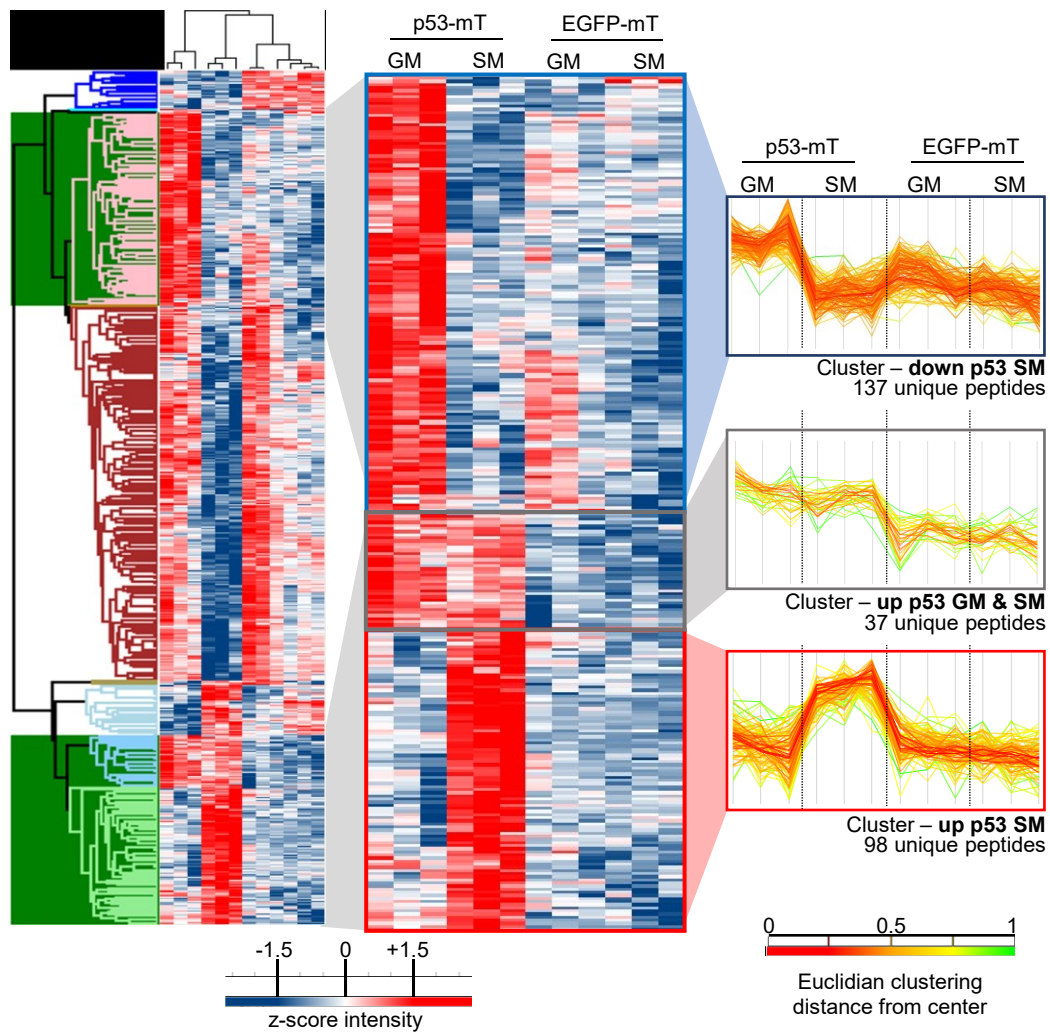 p53-mT EGFP-mT
GM SM GM SM
p53-mT EGFP-mT
GM SM GM SM
Cluster – down p53 SM
137 unique peptides
Cluster – up p53 GM & SM
37 unique peptides
Cluster – up p53 SM
98 unique peptides
-1.5 0 +1.5
z-score intensity
0 0.5 1
Euclidian clustering
distance from center